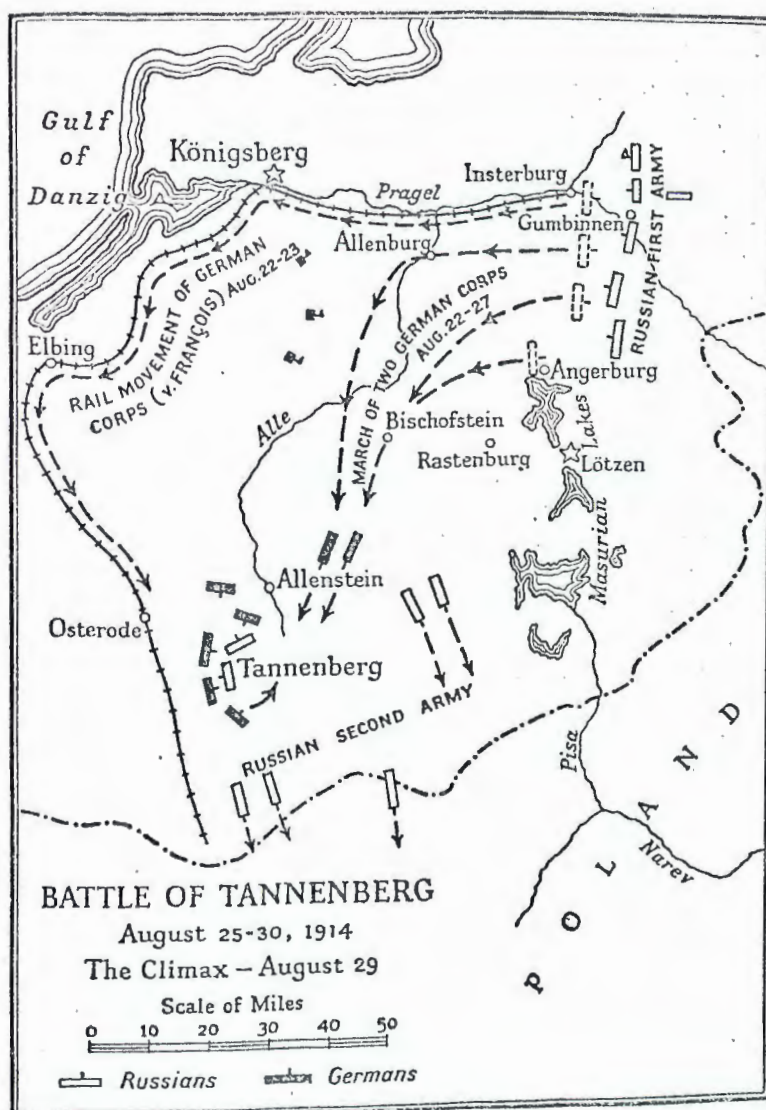 Gulf
of
Danzig
Königsberg
Pragel
Insterburg
Gumbinnen
RUSSIAN FIRST ARMY
Allenburg
RAIL MOVEMENT OF GERMAN
CORPS (v. FRANÇOIS) AUG. 22-23
MARCH OF TWO GERMAN CORPS
AUG. 22-27
Elbing
Angerburg
Alle
Bischofstein
Rastenburg
Lakes
Lötzen
Masurian
Allenstein
Osterode
Tannenberg
RUSSIAN SECOND ARMY
Pisa
POLAND
Narev
BATTLE OF TANNENBERG
August 25-30, 1914
The Climax – August 29
Scale of Miles
0 10 20 30 40 50
Russians Germans